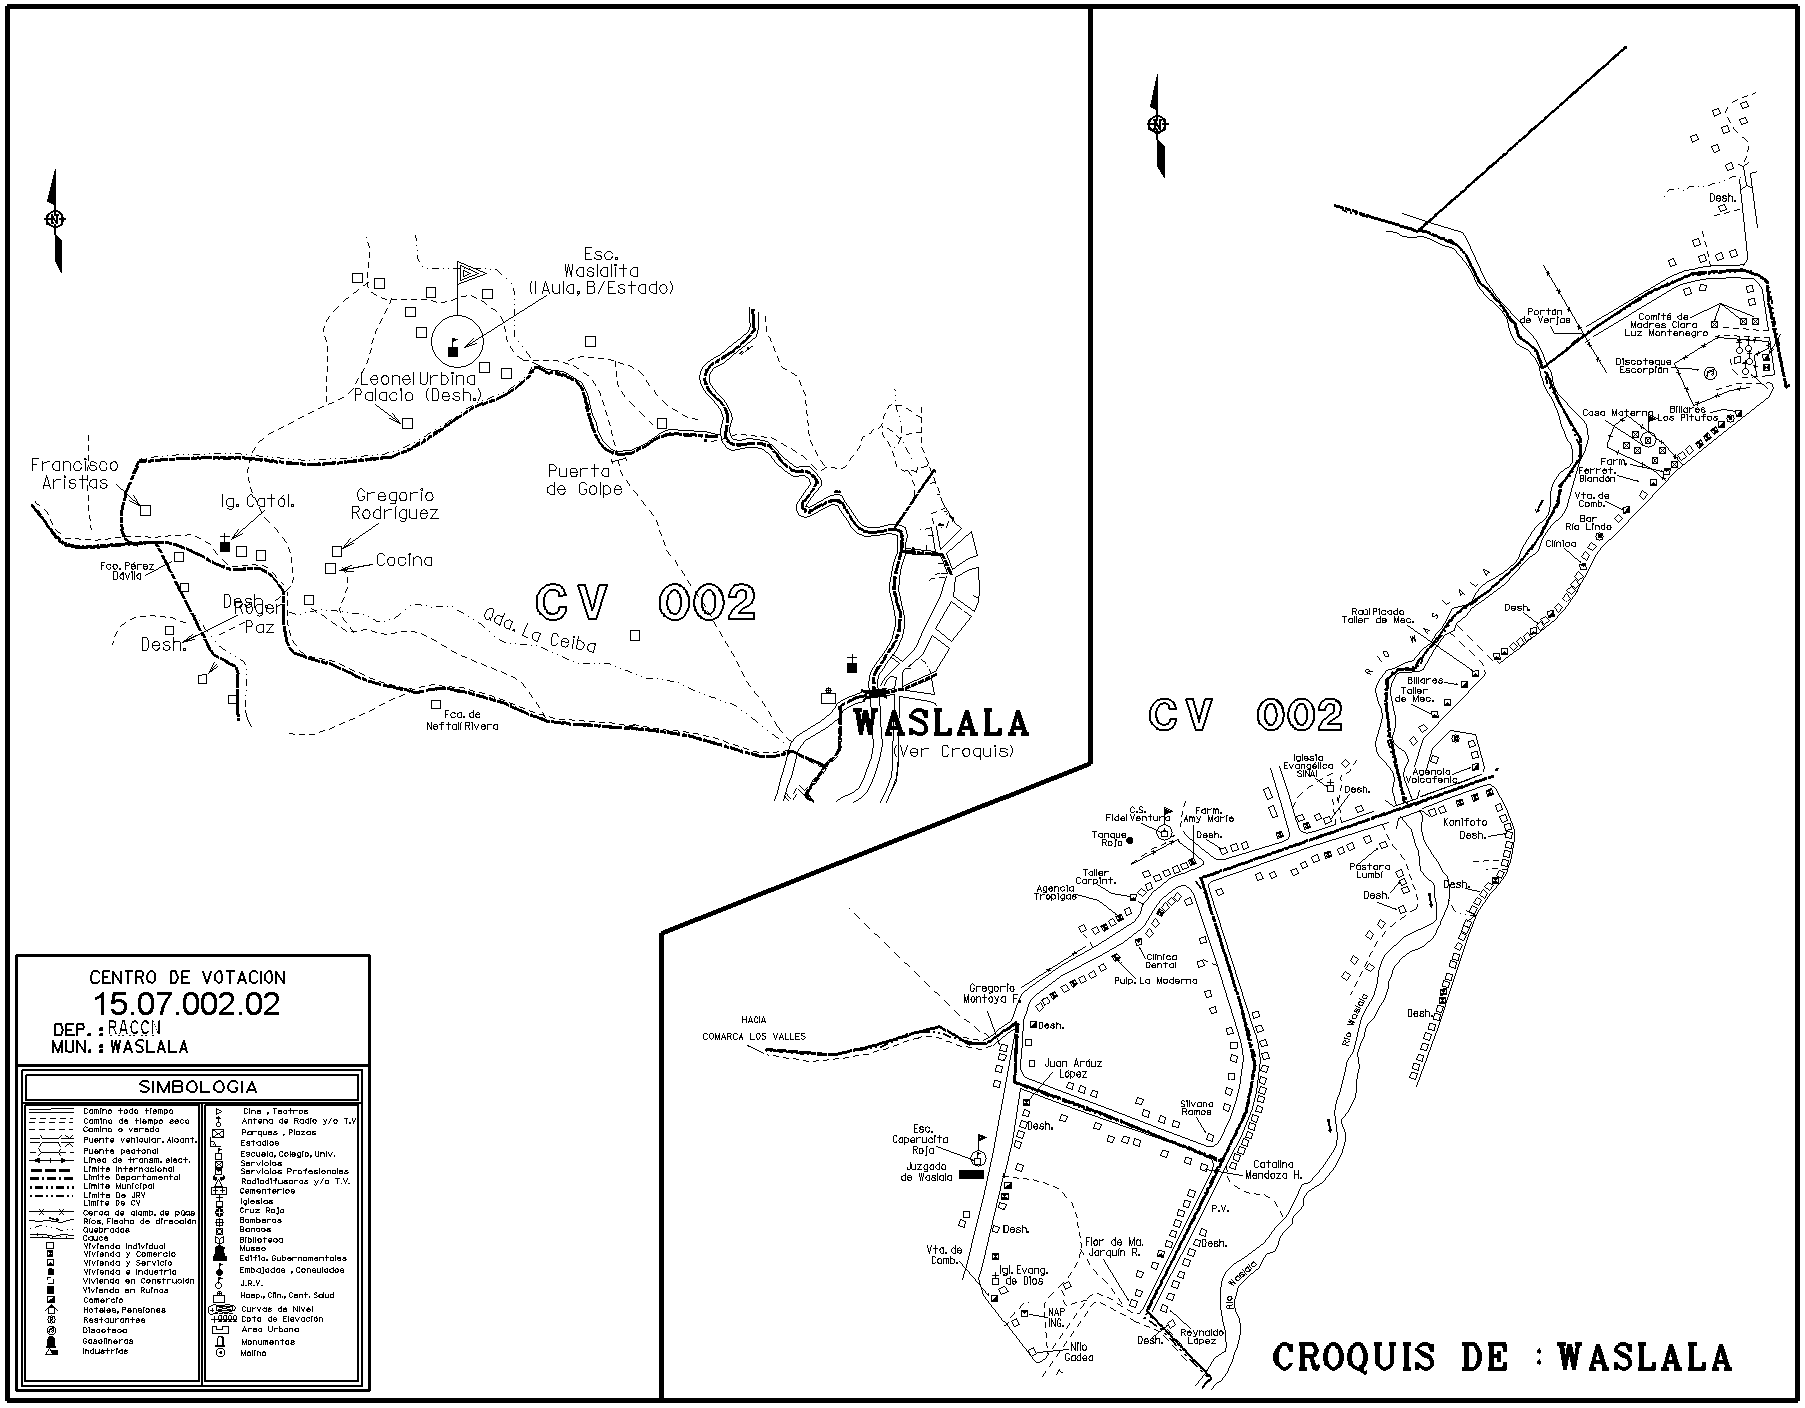 Esc.
Waslalita
(1 Aula, B/Estado)
Leonel Urbina
Palacio (Desh.)
Francisco
Aristas
Ig. Catól.
Gregorio
Rodríguez
Cocina
Puerta
de Golpe
Fco. Pérez
Dávila
Desh.
Roger
Paz
Desh.
CV 002
Qda. La Ceiba
Fca. de
Neftalí Rivera
WASLALA
(Ver Croquis)
Desh.
Portón
de Verjas
Comité de
Madres Clara
Luz Montenegro
Discoteque
Escorpión
Billares
Los Pitufos
Casa Materna
Farm.
Ferret.
Blandón
Vta. de
Comb.
Bar
Río Lindo
Clínica
RIO WASLALA
Desh.
Raúl Picado
Taller de Mec.
Billares
Taller
de Mec.
CV 002
Iglesia
Evangélica
SINAI
Desh.
Agencia
Volcafenic
Konifoto
Desh.
C.S.
Fidel Ventura
Farm.
Amy Marie
Desh.
Tanque
Rojo
Pastora
Lumbí
Desh.
Desh.
Taller
Carpint.
Agencia
Tropigas
Clínica
Dental
Pulp. La Moderna
Gregorio
Montoya F.
HACIA
COMARCA LOS VALLES
Desh.
Río Waslala
Desh.
Juan Aráuz
López
Silvana
Ramos
Desh.
Esc.
Caperucita
Roja
Juzgado
de Waslala
Catalina
Mendoza H.
P.V.
Desh.
Flor de Ma.
Jarquín R.
Desh.
Vta. de
Comb.
Igl. Evang.
de Dios
NAP
ING.
Nilo
Gadea
Desh.
Reynaldo
López
Río Waslala
CROQUIS DE : WASLALA
CENTRO DE VOTACION
15.07.002.02
DEP. : RACCN
MUN. : WASLALA
SIMBOLOGIA
Camino todo tiempo
Camino de tiempo seco
Camino o vereda
Puente vehicular. Alcant.
Puente peatonal
Línea de transm. elect.
Límite Internacional
Límite Departamental
Límite Municipal
Límite De JRV
Límite De CV
Cerca de alamb. de púas
Ríos, Flecha de dirección
Quebradas
Cauce
Vivienda Individual
Vivienda y Comercio
Vivienda y Servicio
Vivienda e Industria
Vivienda en Construcción
Vivienda en Ruinas
Comercio
Hoteles, Pensiones
Restaurantes
Discoteca
Gasolineras
Industrias
Cine , Teatros
Antena de Radio y/o T.V
Parques , Plazas
Estadios
Escuela, Colegio, Univ.
Servicios
Servicios Profesionales
Radiodifusoras y/o T.V.
Cementerios
Iglesias
Cruz Roja
Bomberos
Bancos
Biblioteca
Museo
Edific. Gubernamentales
Embajadas , Consulados
J.R.V.
Hosp., Clín., Cent. Salud
Curvas de Nivel
Cota de Elevación
Area Urbana
Monumentos
Molino